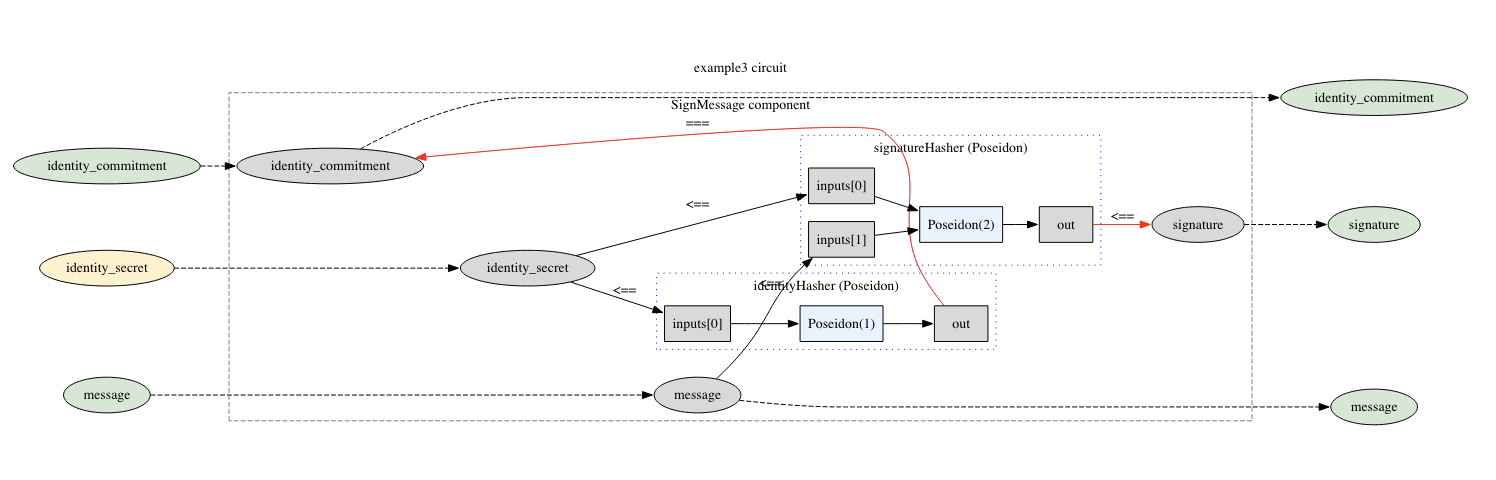 example3 circuit
identity_commitment
SignMessage component
===
signatureHasher (Poseidon)
identity_commitment
identity_commitment
inputs[0]
<==
<==
Poseidon(2)
out
signature
signature
inputs[1]
identity_secret
identity_secret
<==
<==
identityHasher (Poseidon)
inputs[0]
Poseidon(1)
out
message
message
message